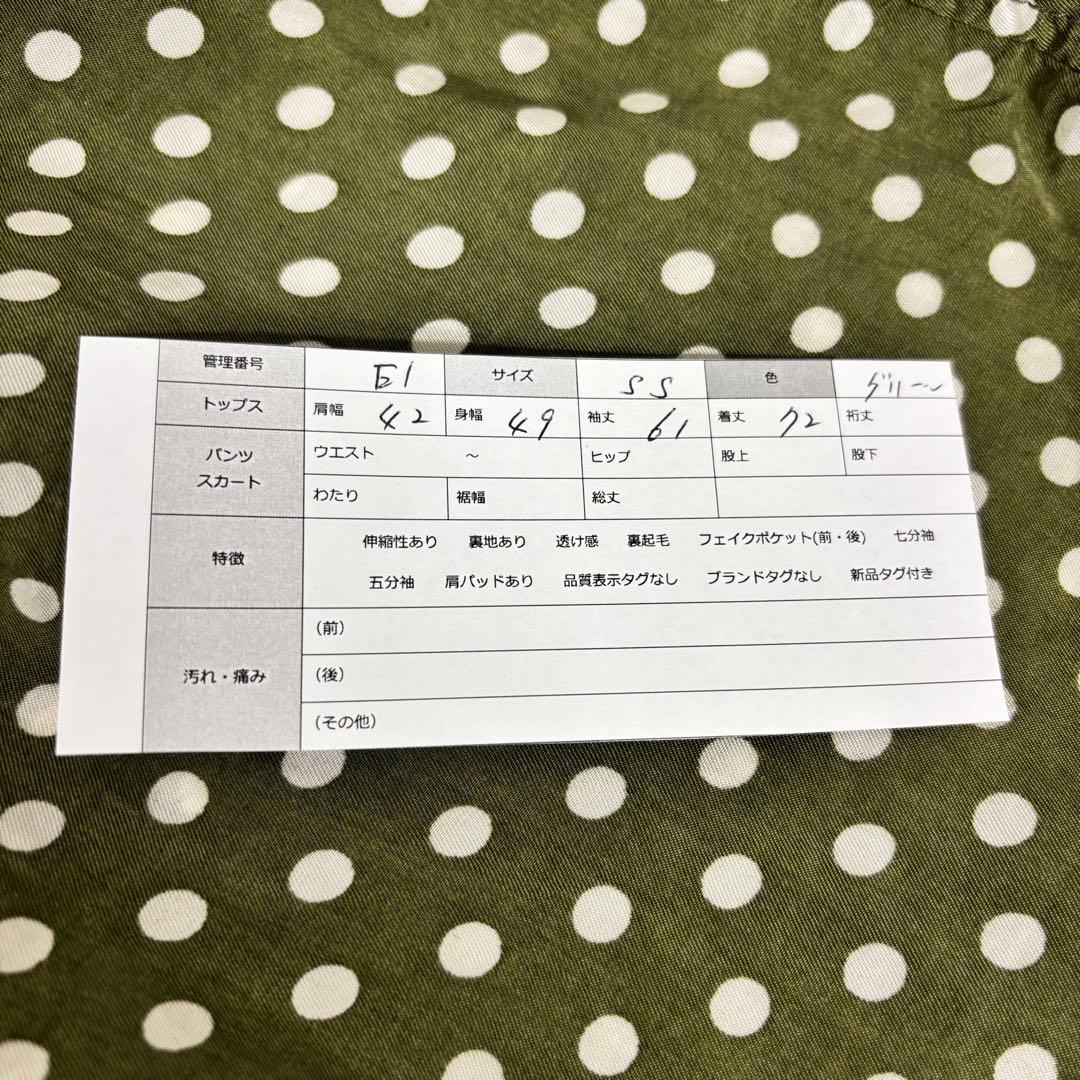 管理番号 E1 サイズ SS 色 グリーン
トップス 肩幅 42 身幅 49 袖丈 61 着丈 72 裄丈
パンツ スカート ウエスト ～ ヒップ 股上 股下
わたり 裾幅 総丈
特徴 伸縮性あり 裏地あり 透け感 裏起毛 フェイクポケット(前・後) 七分袖
五分袖 肩パッドあり 品質表示タグなし ブランドタグなし 新品タグ付き
汚れ・痛み （前）
（後）
（その他）